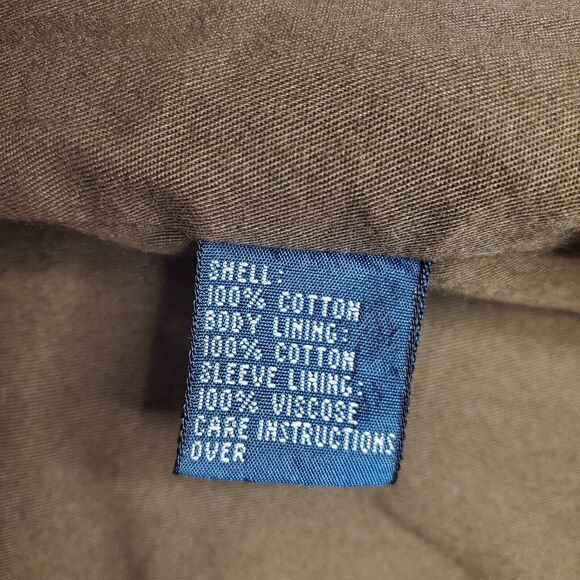 SHELL:
100% COTTON
BODY LINING:
100% COTTON
SLEEVE LINING:
100% VISCOSE
CARE INSTRUCTIONS
OVER